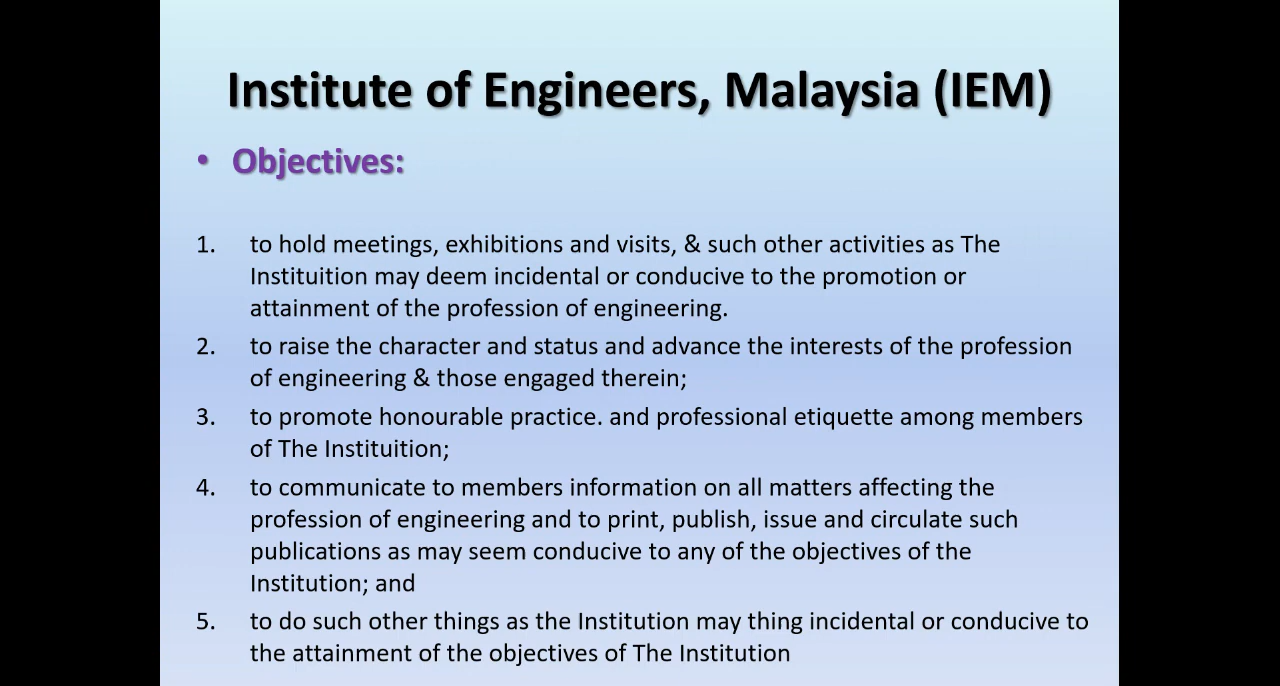 Institute of Engineers, Malaysia (IEM)
• Objectives:
1. to hold meetings, exhibitions and visits, & such other activities as The
Instituition may deem incidental or conducive to the promotion or
attainment of the profession of engineering.
2. to raise the character and status and advance the interests of the profession
of engineering & those engaged therein;
3. to promote honourable practice. and professional etiquette among members
of The Instituition;
4. to communicate to members information on all matters affecting the
profession of engineering and to print, publish, issue and circulate such
publications as may seem conducive to any of the objectives of the
Institution; and
5. to do such other things as the Institution may thing incidental or conducive to
the attainment of the objectives of The Institution